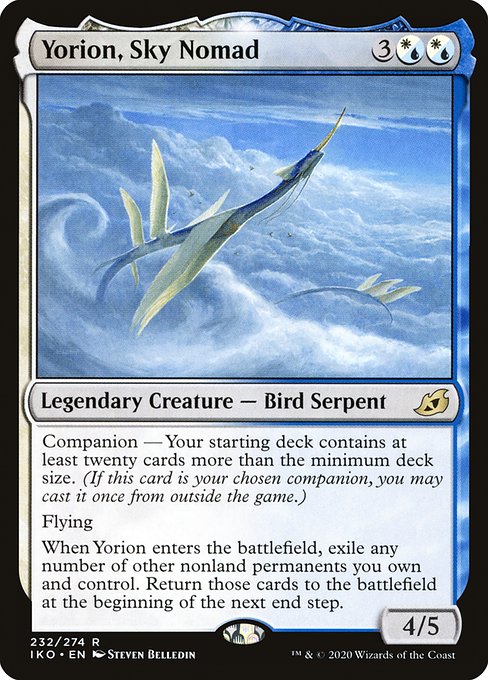 Yorion, Sky Nomad 3
Legendary Creature — Bird Serpent
Companion — Your starting deck contains at
least twenty cards more than the minimum deck
size. (If this card is your chosen companion, you may
cast it once from outside the game.)
Flying
When Yorion enters the battlefield, exile any
number of other nonland permanents you own
and control. Return those cards to the battlefield
at the beginning of the next end step.
4/5
232/274 R
IKO • EN Steven Belledin
™ & © 2020 Wizards of the Coast